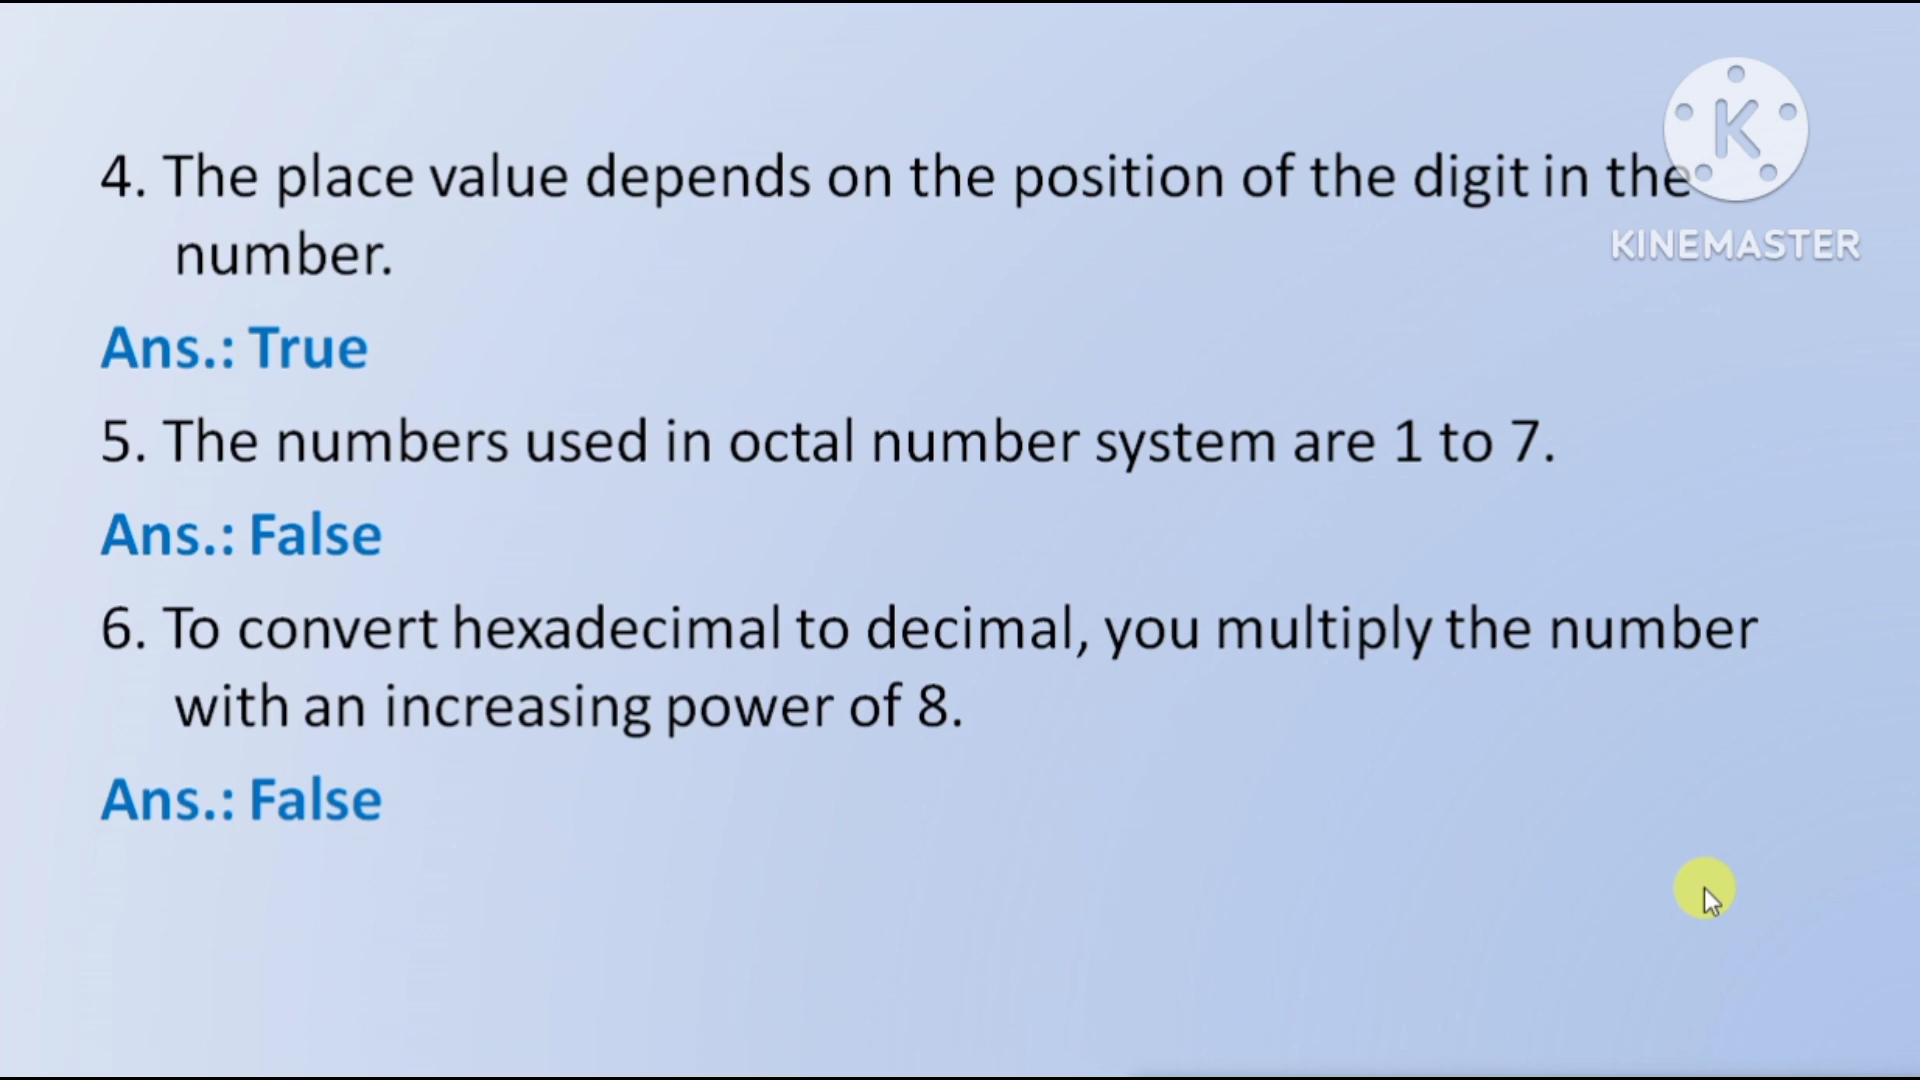 4. The place value depends on the position of the digit in the
number.
Ans.: True
5. The numbers used in octal number system are 1 to 7.
Ans.: False
6. To convert hexadecimal to decimal, you multiply the number
with an increasing power of 8.
Ans.: False
K
KINEMASTER